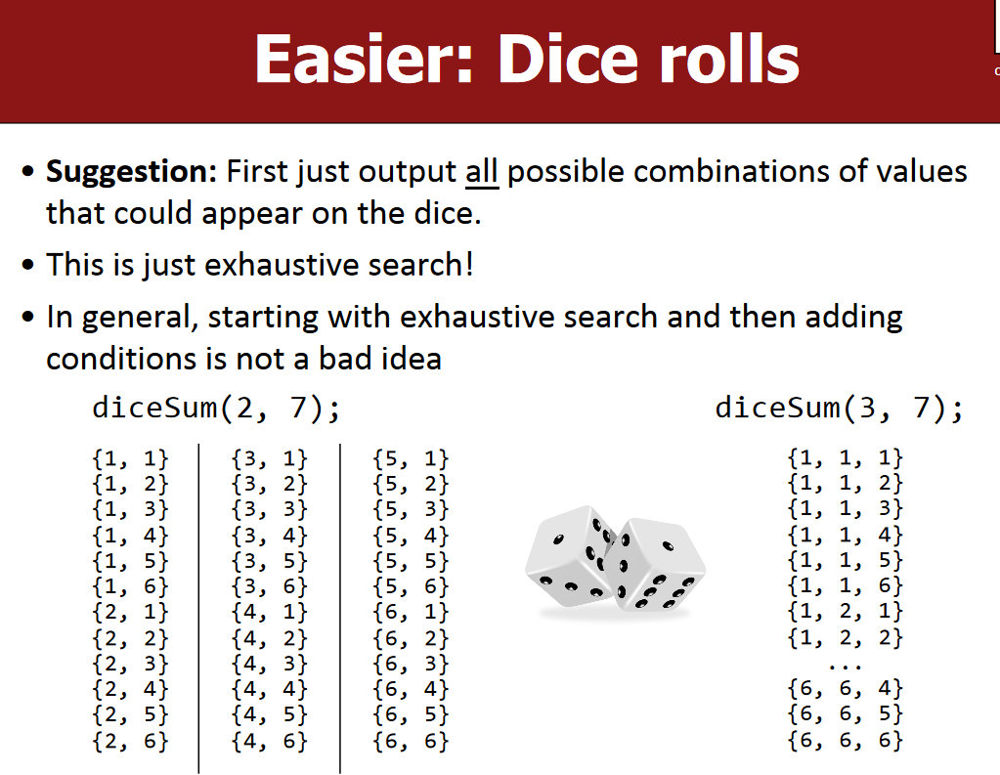 Easier: Dice rolls
• Suggestion: First just output all possible combinations of values
that could appear on the dice.
• This is just exhaustive search!
• In general, starting with exhaustive search and then adding
conditions is not a bad idea
diceSum(2, 7);
{1, 1}
{1, 2}
{1, 3}
{1, 4}
{1, 5}
{1, 6}
{2, 1}
{2, 2}
{2, 3}
{2, 4}
{2, 5}
{2, 6}
{3, 1}
{3, 2}
{3, 3}
{3, 4}
{3, 5}
{3, 6}
{4, 1}
{4, 2}
{4, 3}
{4, 4}
{4, 5}
{4, 6}
{5, 1}
{5, 2}
{5, 3}
{5, 4}
{5, 5}
{5, 6}
{6, 1}
{6, 2}
{6, 3}
{6, 4}
{6, 5}
{6, 6}
diceSum(3, 7);
{1, 1, 1}
{1, 1, 2}
{1, 1, 3}
{1, 1, 4}
{1, 1, 5}
{1, 1, 6}
{1, 2, 1}
{1, 2, 2}
...
{6, 6, 4}
{6, 6, 5}
{6, 6, 6}